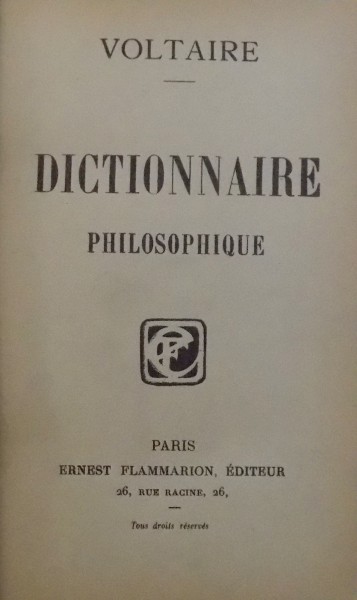 VOLTAIRE
DICTIONNAIRE
PHILOSOPHIQUE
PARIS
ERNEST FLAMMARION, ÉDITEUR
26, RUE RACINE, 26,
Tous droits réservés